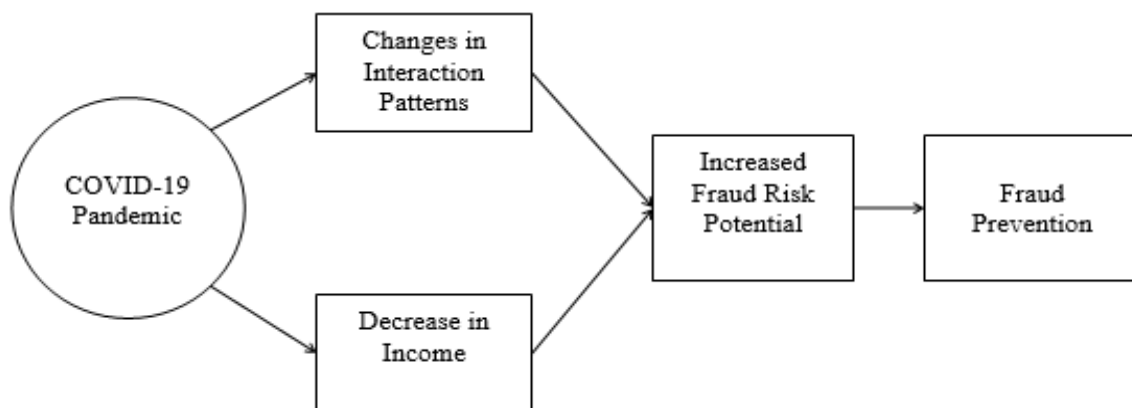 Changes in
Interaction
Patterns
COVID-19
Pandemic
Increased
Fraud Risk
Potential
Fraud
Prevention
Decrease in
Income